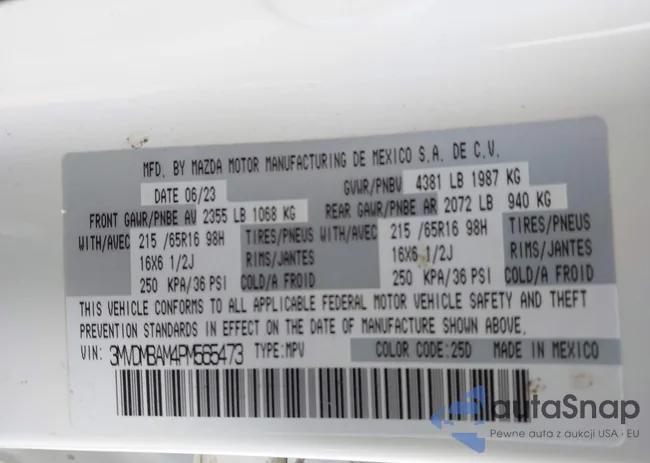 MFD. BY MAZDA MOTOR MANUFACTURING DE MEXICO S.A. DE C.V.
DATE 06/23 GVWR/PNBV 4381 LB 1987 KG
FRONT GAWR/PNBE AV 2355 LB 1068 KG REAR GAWR/PNBE AR 2072 LB 940 KG
WITH/AVEC 215 /65R16 98H TIRES/PNEUS WITH/AVEC 215 /65R16 98H TIRES/PNEUS
16X6 1/2J RIMS/JANTES 16X6 1/2J RIMS/JANTES
250 KPA/36 PSI COLD/A FROID 250 KPA/36 PSI COLD/A FROID
THIS VEHICLE CONFORMS TO ALL APPLICABLE FEDERAL MOTOR VEHICLE SAFETY AND THEFT
PREVENTION STANDARDS IN EFFECT ON THE DATE OF MANUFACTURE SHOWN ABOVE.
VIN: 3MVDMBAM4PM565473 TYPE:MPV COLOR CODE:25D MADE IN MEXICO
autaSnap
Pewne auta z aukcji USA · EU